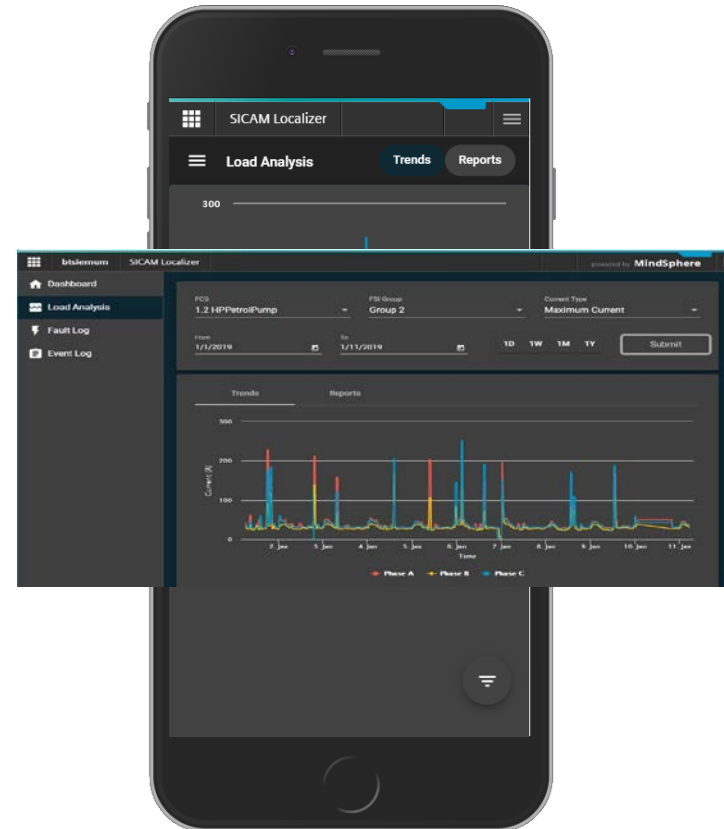 SICAM Localizer
Load Analysis Trends Reports
300
btsiemum SICAM Localizer powered by MindSphere
Dashboard
Load Analysis
Fault Log
Event Log
FCG FSI Group Current Type
1.2 HPPetrolPump Group 2 Maximum Current
From To
1/1/2019 1/11/2019 1D 1W 1M 1Y Submit
Trends Reports
300
200
100
0
Current (A)
2. Jan 3. Jan 4. Jan 5. Jan 6. Jan 7. Jan 8. Jan 9. Jan 10. Jan 11. Jan
Time
Phase A Phase B Phase C